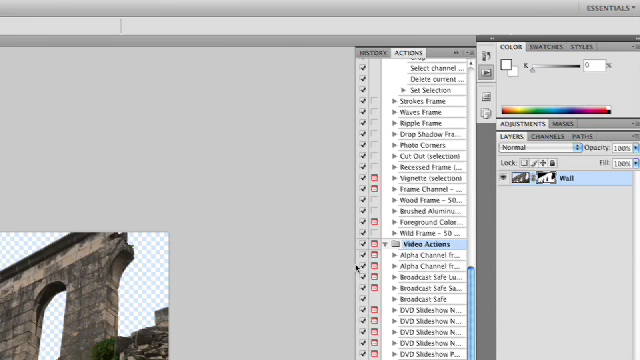 ESSENTIALS
HISTORY ACTIONS
Select channel ...
Delete current ...
Set Selection
Strokes Frame
Waves Frame
Ripple Frame
Drop Shadow Fra...
Photo Corners
Cut Out (selection)
Recessed Frame (...
Vignette (selection)
Frame Channel - ...
Wood Frame - 50...
Brushed Aluminu...
Foreground Color...
Wild Frame - 50 ...
Video Actions
Alpha Channel Fr...
Alpha Channel Fr...
Broadcast Safe Lu...
Broadcast Safe Sa...
Broadcast Safe
DVD Slideshow N...
DVD Slideshow N...
DVD Slideshow N...
DVD Slideshow N...
DVD Slideshow P...
COLOR SWATCHES STYLES
K 0 %
ADJUSTMENTS MASKS
LAYERS CHANNELS PATHS
Normal Opacity: 100%
Lock: Fill: 100%
Wall